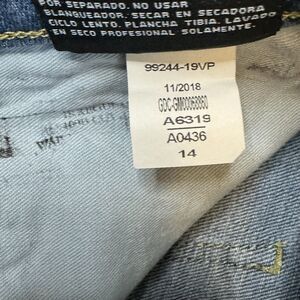 POR SEPARADO. NO USAR
BLANQUEADOR. SECAR EN SECADORA
CICLO LENTO. PLANCHA TIBIA. LAVADO
EN SECO PROFESIONAL SOLAMENTE.
99244-19VP
11/2018
GDC-GM00058860
A6319
A0436
14